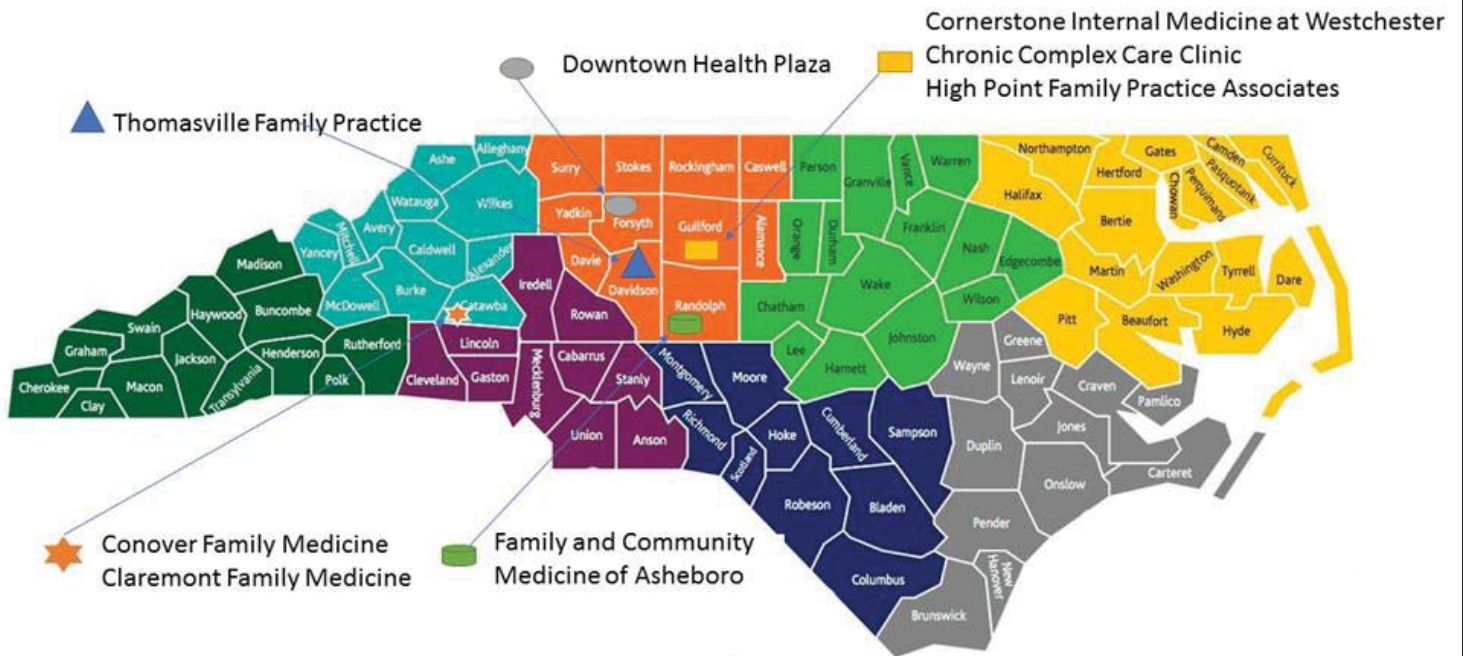 Cornerstone Internal Medicine at Westchester
Chronic Complex Care Clinic
High Point Family Practice Associates
Downtown Health Plaza
Thomasville Family Practice
Ashe
Alleghany
Surry
Stokes
Rockingham
Caswell
Person
Granville
Vance
Warren
Northampton
Gates
Camden
Currituck
Hertford
Pasquotank
Perquimans
Chowan
Halifax
Watauga
Wilkes
Yadkin
Forsyth
Guilford
Alamance
Orange
Durham
Franklin
Nash
Edgecombe
Bertie
Avery
Mitchell
Yancey
Caldwell
Alexander
Davie
Davidson
Randolph
Chatham
Wake
Wilson
Martin
Washington
Tyrrell
Dare
Madison
McDowell
Burke
Catawba
Iredell
Rowan
Pitt
Beaufort
Hyde
Swain
Haywood
Buncombe
Rutherford
Lincoln
Cabarrus
Stanly
Montgomery
Moore
Lee
Harnett
Johnston
Wayne
Greene
Lenoir
Craven
Pamlico
Graham
Jackson
Henderson
Polk
Cleveland
Gaston
Mecklenburg
Cherokee
Clay
Macon
Transylvania
Union
Anson
Richmond
Scotland
Hoke
Cumberland
Sampson
Duplin
Jones
Onslow
Carteret
Robeson
Bladen
Pender
Columbus
New
Hanover
Brunswick
Conover Family Medicine
Claremont Family Medicine
Family and Community
Medicine of Asheboro